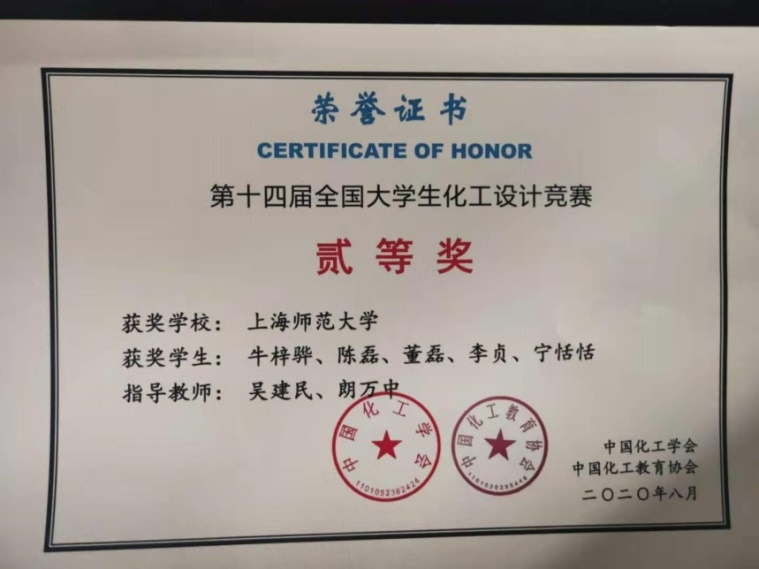 荣誉证书
CERTIFICATE OF HONOR
第十四届全国大学生化工设计竞赛
贰等奖
获奖学校：上海师范大学
获奖学生：牛梓骅、陈磊、董磊、李贞、宁恬恬
指导教师：吴建民、朗万中
中国化工学会
1101052362424
中国化工教育协会
中国化工学会
中国化工教育协会
二〇二〇年八月